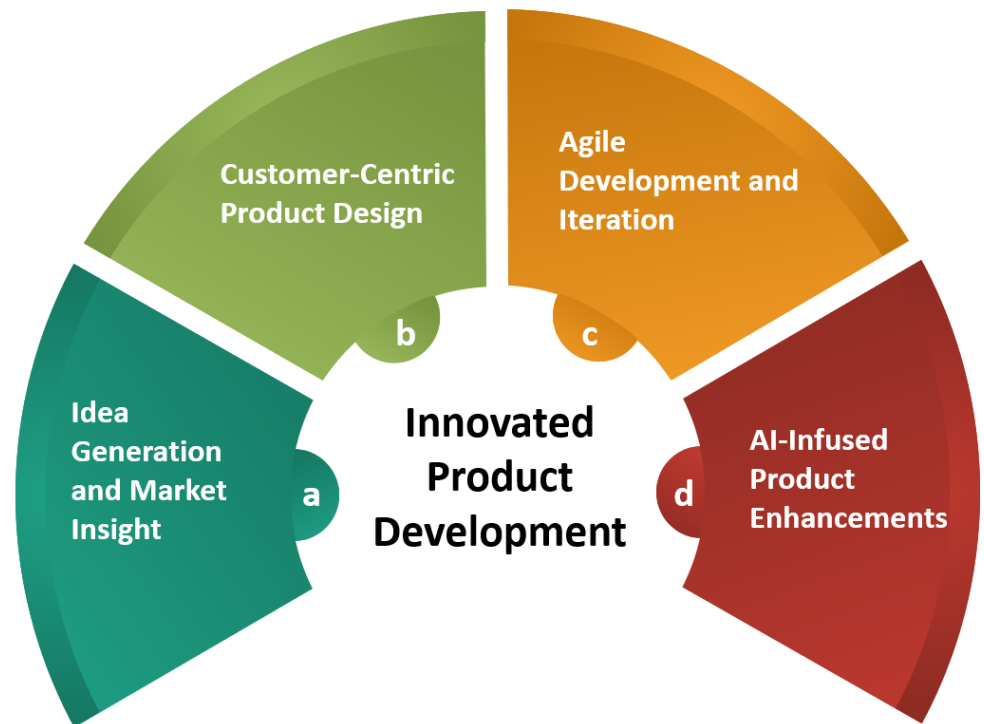 a
Idea
Generation
and Market
Insight
b
Customer-Centric
Product Design
c
Agile
Development and
Iteration
d
AI-Infused
Product
Enhancements
Innovated
Product
Development